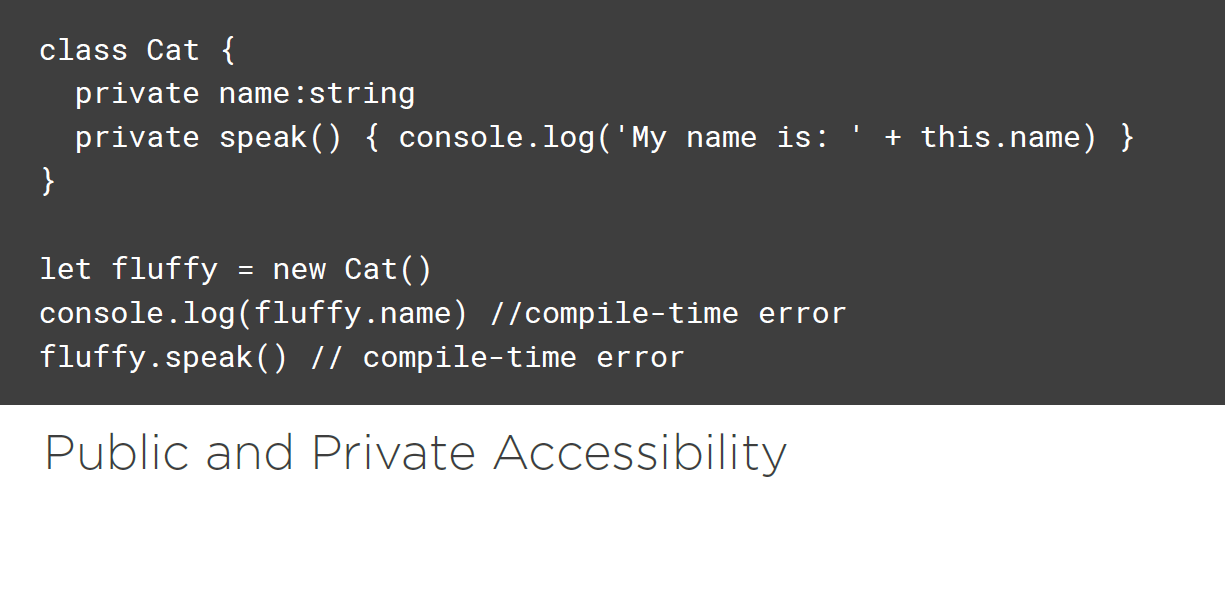 class Cat {
  private name:string
  private speak() { console.log('My name is: ' + this.name) }
}
let fluffy = new Cat()
console.log(fluffy.name) //compile-time error
fluffy.speak() // compile-time error
Public and Private Accessibility